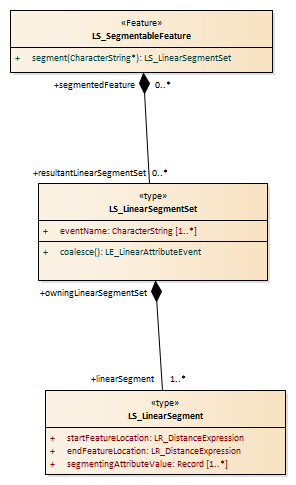 «Feature»
LS_SegmentableFeature
+ segment(CharacterString*): LS_LinearSegmentSet
+segmentedFeature 0..*
+resultantLinearSegmentSet 0..*
«type»
LS_LinearSegmentSet
+ eventName: CharacterString [1..*]
+ coalesce(): LE_LinearAttributeEvent
+owningLinearSegmentSet
+linearSegment 1..*
«type»
LS_LinearSegment
+ startFeatureLocation: LR_DistanceExpression
+ endFeatureLocation: LR_DistanceExpression
+ segmentingAttributeValue: Record [1..*]